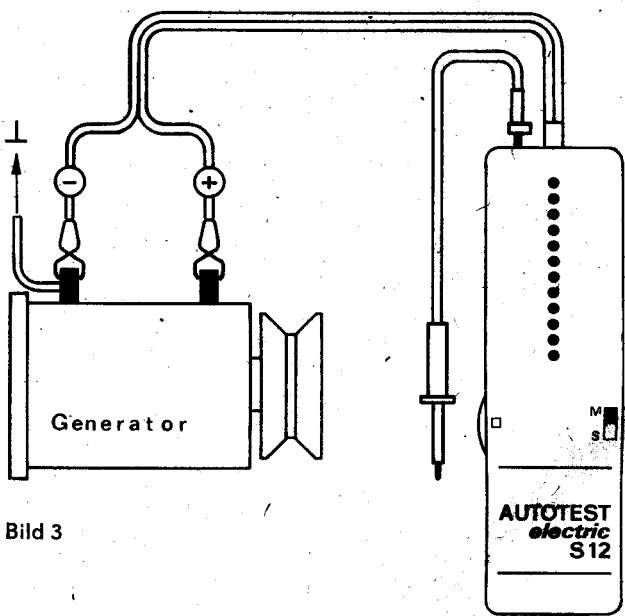 ⊥
− +
Generator
M
S
AUTOTEST
electric
S12
Bild 3